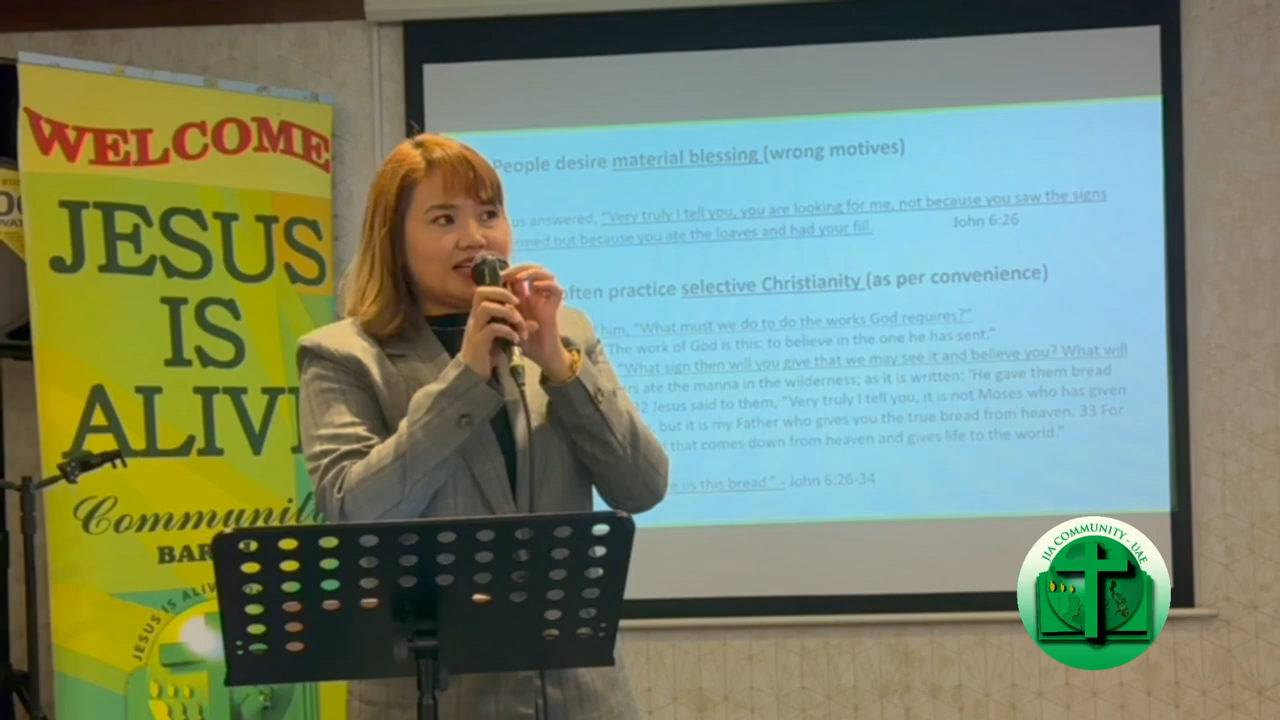 WELCOME
JESUS
IS
ALIV
Communit
BAR
JESUS IS ALIV
People desire material blessing (wrong motives)
answered, "Very truly I tell you, you are looking for me, not because you saw the signs
but because you ate the loaves and had your fill. John 6:26
often practice selective Christianity (as per convenience)
him, "What must we do to do the works God requires?"
The work of God is this: to believe in the one he has sent."
"What sign then will you give that we may see it and believe you? What will
ate the manna in the wilderness; as it is written: 'He gave them bread
Jesus said to them, "Very truly I tell you, it is not Moses who has given
but it is my Father who gives you the true bread from heaven. 33 For
that comes down from heaven and gives life to the world."
us this bread." - John 6:26-34
JIA COMMUNITY - UAE